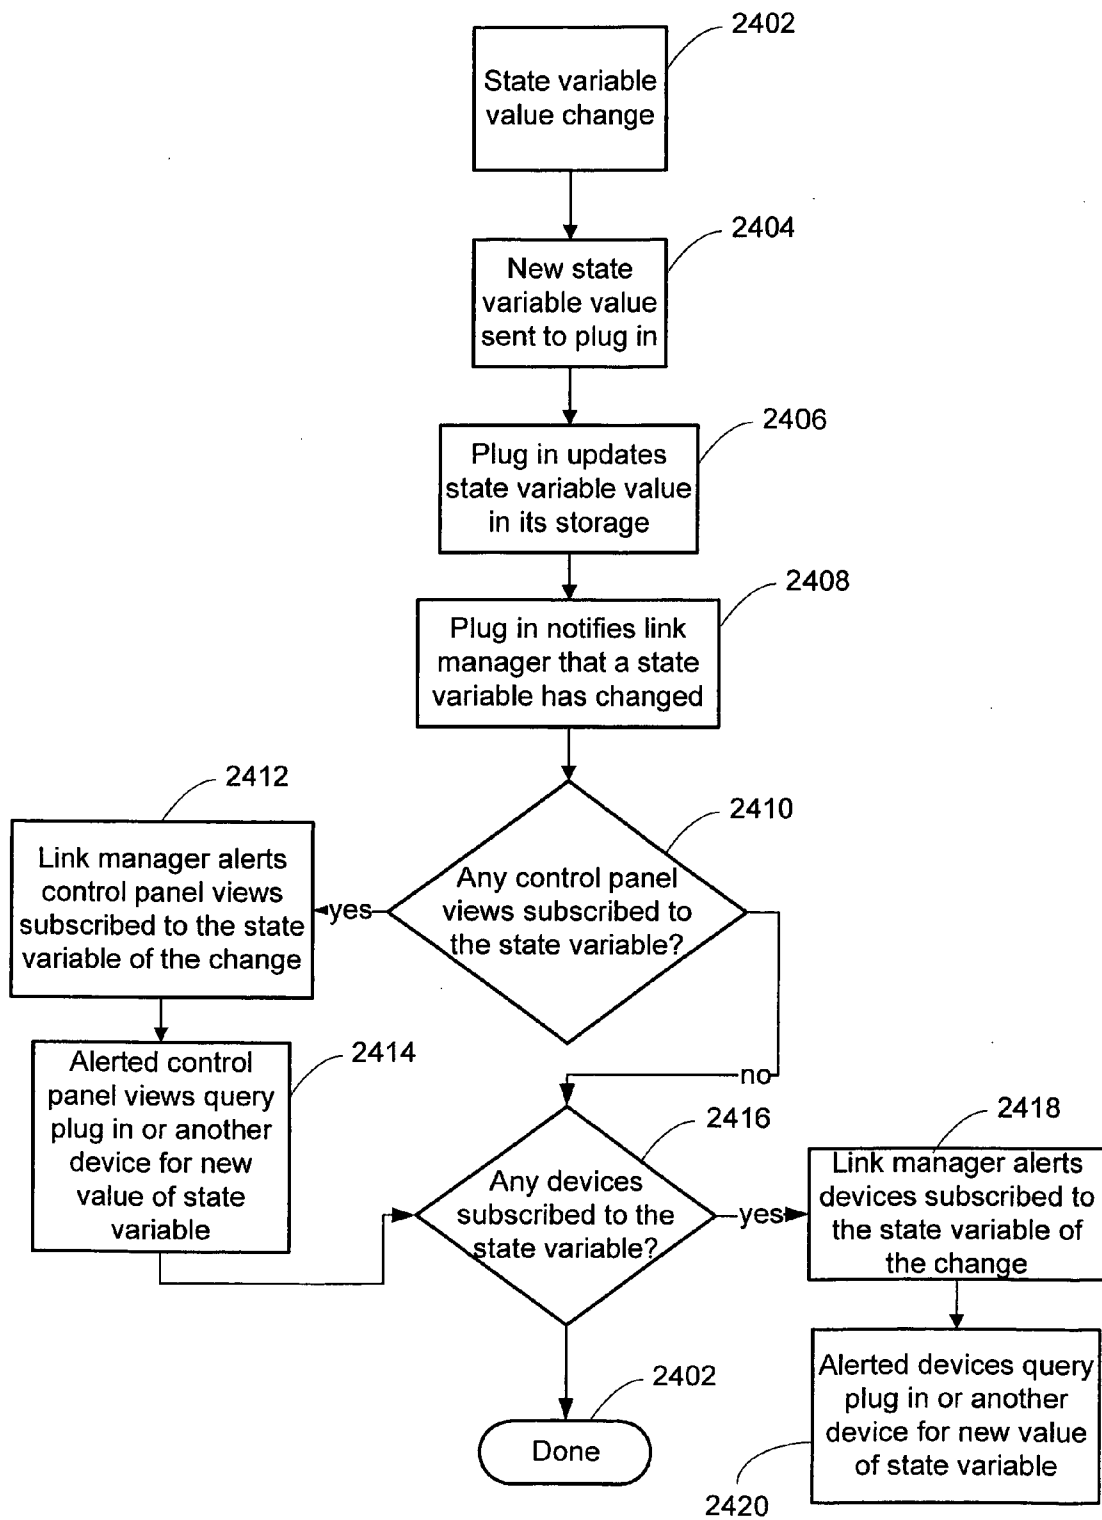 2402
State variable
value change
2404
New state
variable value
sent to plug in
2406
Plug in updates
state variable value
in its storage
2408
Plug in notifies link
manager that a state
variable has changed
2410
Any control panel
views subscribed to
the state variable?
yes
no
2412
Link manager alerts
control panel views
subscribed to the state
variable of the change
2414
Alerted control
panel views query
plug in or another
device for new
value of state
variable
2416
Any devices
subscribed to the
state variable?
yes
2418
Link manager alerts
devices subscribed to
the state variable of
the change
2420
Alerted devices query
plug in or another
device for new value
of state variable
2402
Done